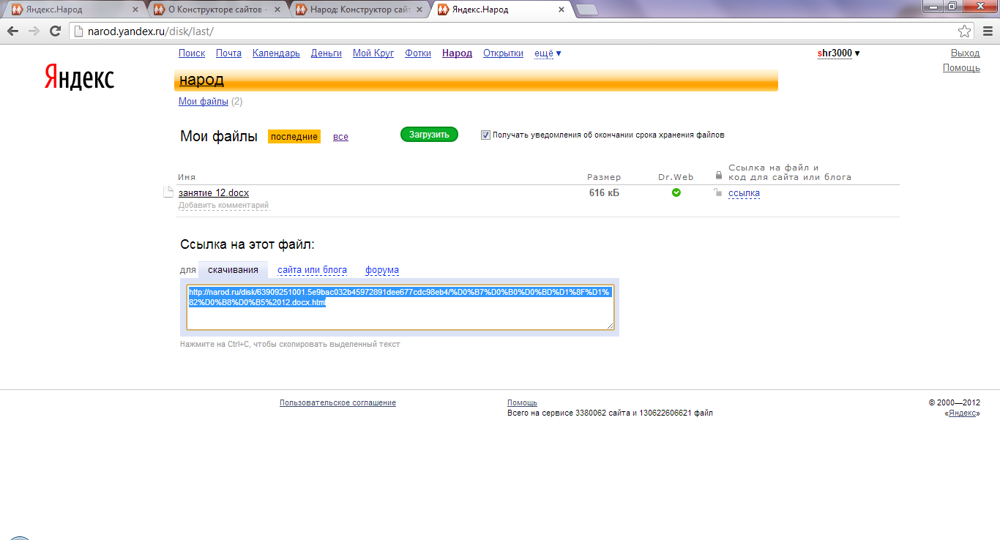 Яндекс.Народ
О Конструкторе сайтов -
Народ: Конструктор сайт
Яндекс.Народ
narod.yandex.ru/disk/last/
Поиск Почта Календарь Деньги Мой Круг Фотки Народ Открытки ещё ▼
shr3000 ▼
Выход
Помощь
Яндекс
народ
Мои файлы (2)
Мои файлы последние все
Загрузить
Получать уведомления об окончании срока хранения файлов
Имя Размер Dr.Web Ссылка на файл и
код для сайта или блога
занятие 12.docx 616 кБ ссылка
Добавить комментарий
Ссылка на этот файл:
для скачивания сайта или блога форума
http://narod.ru/disk/63909251001.5e9bac032b45972891dee677cdc98eb4/%D0%B7%D0%B0%D0%BD%D1%8F%D1%
82%D0%B8%D0%B5%2012.docx.html
Нажмите на Ctrl+C, чтобы скопировать выделенный текст
Пользовательское соглашение
Помощь
Всего на сервисе 3380062 сайта и 130622606621 файл
© 2000—2012
«Яндекс»